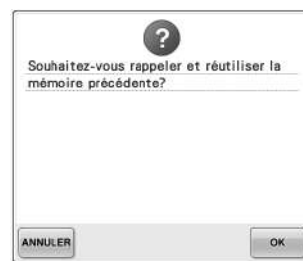 ?
Souhaitez-vous rappeler et réutiliser la
mémoire précédente?
ANNULER OK